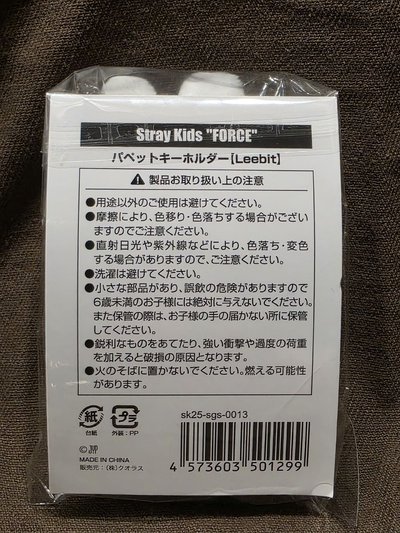 Stray Kids "FORCE"
パペットキーホルダー[Leebit]
製品お取り扱い上の注意
●用途以外のご使用は避けてください。
●摩擦により、色移り・色落ちする場合がござい
ますのでご注意ください。
●直射日光や紫外線などにより、色落ち・変色
する場合がありますので、ご注意ください。
●洗濯は避けてください。
●小さな部品があり、誤飲の危険がありますので
6歳未満のお子様には絶対に与えないでください。
また保管の際は、お子様の手の届かない所に保管
してください。
●鋭利なものをあてたり、強い衝撃や過度の荷重
を加えると破損の原因となります。
●火のそばに置かないでください。燃える可能性
があります。
紙
台紙
プラ
外装:PP
sk25-sgs-0013
© JYP
MADE IN CHINA
販売元:(株)クオラス
4 573603 501299